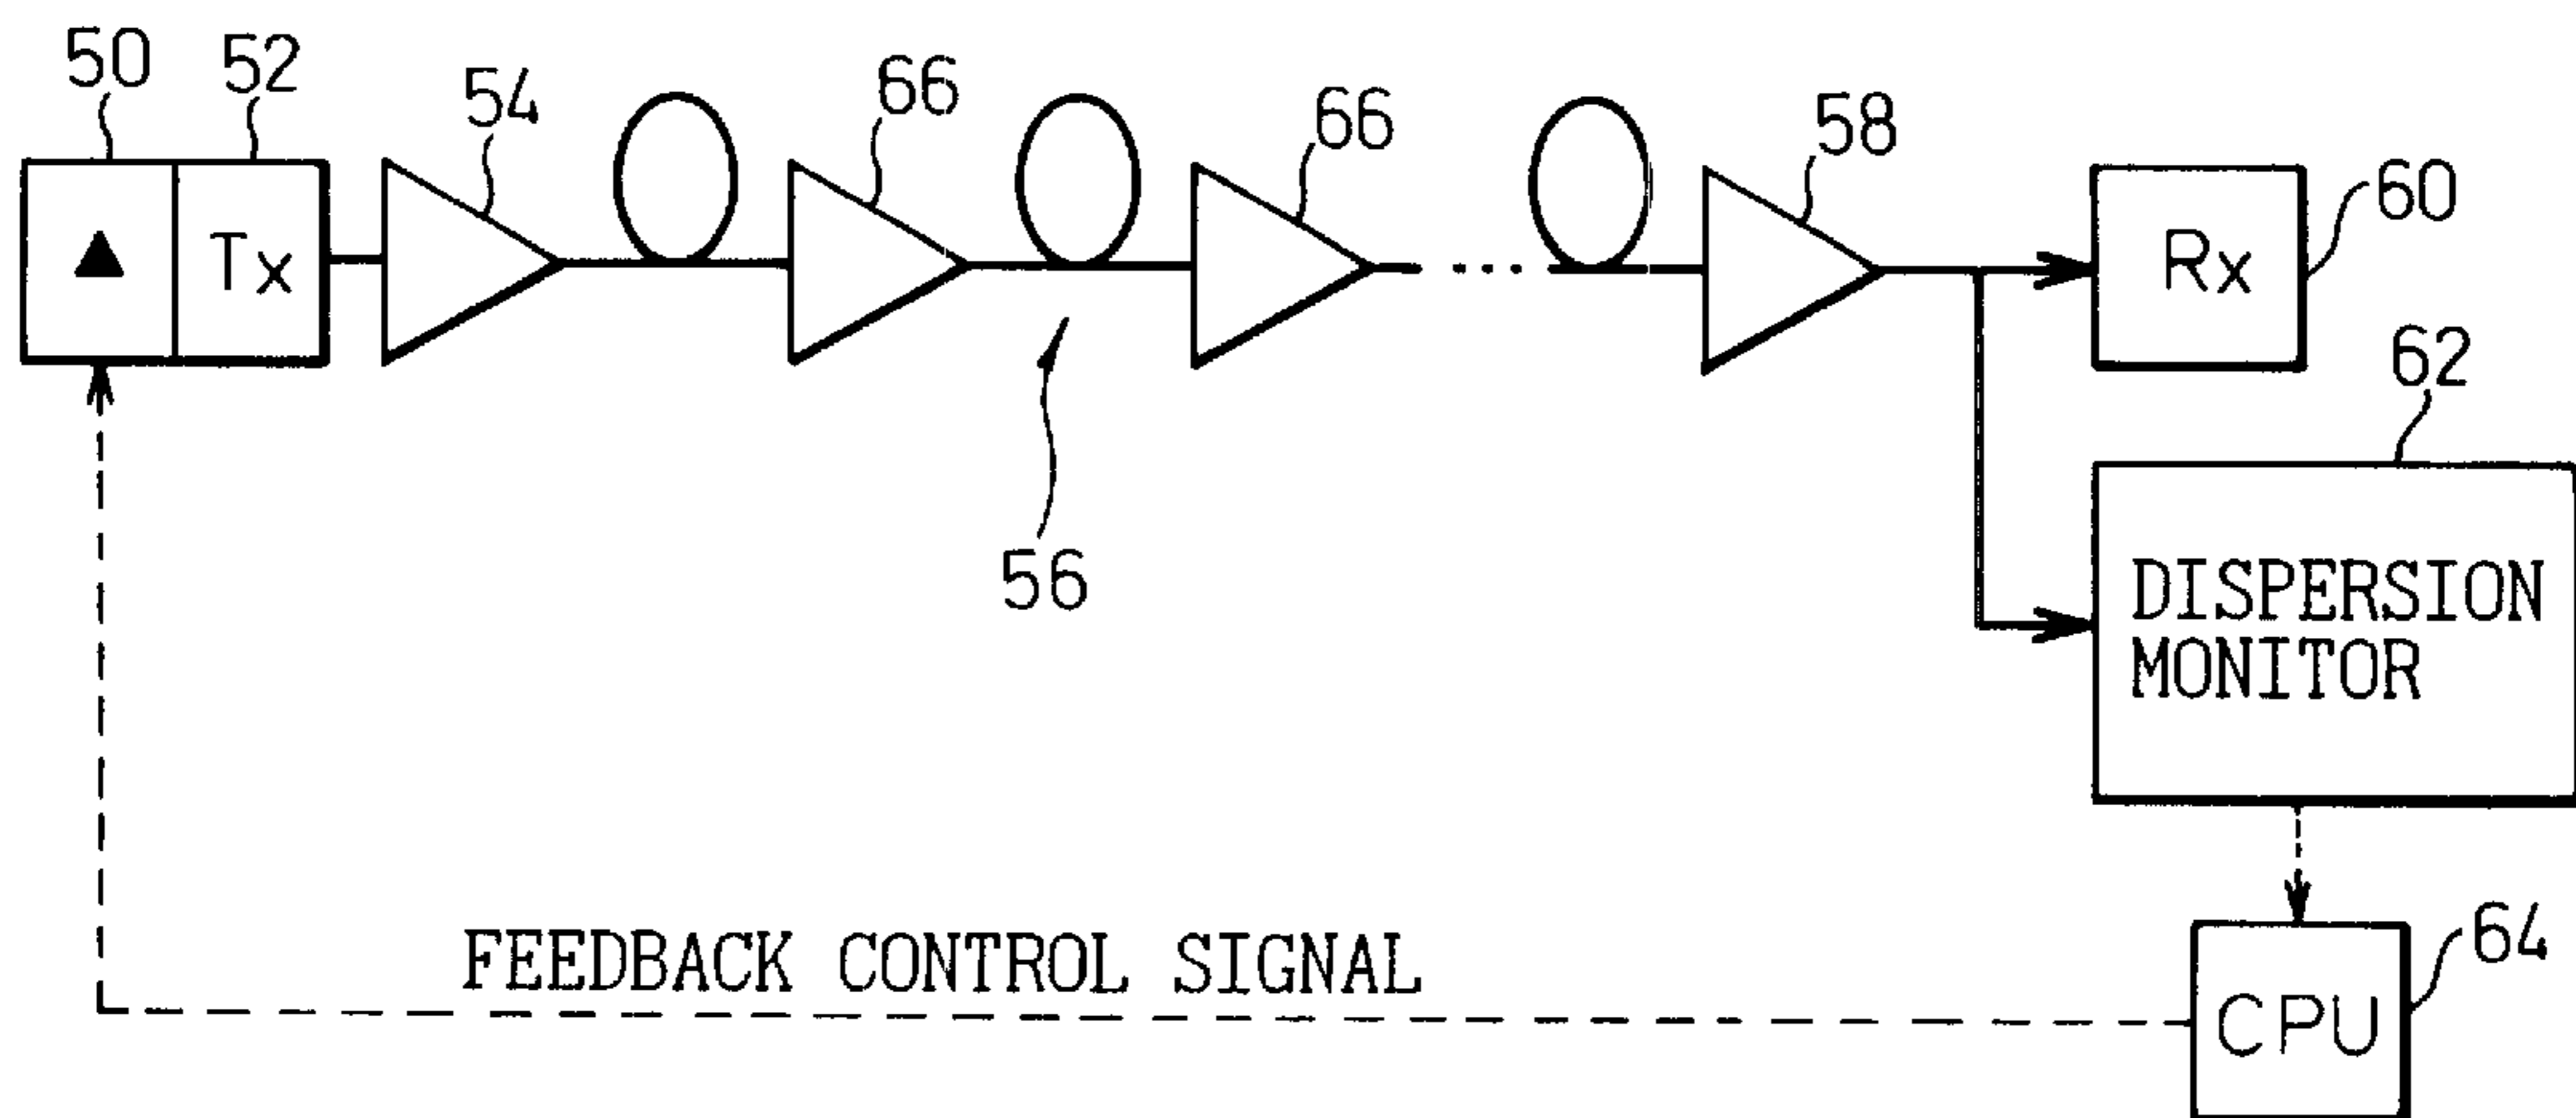 50
52
54
66
66
58
Tx
Rx
60
62
56
DISPERSION
MONITOR
FEEDBACK CONTROL SIGNAL
64
CPU